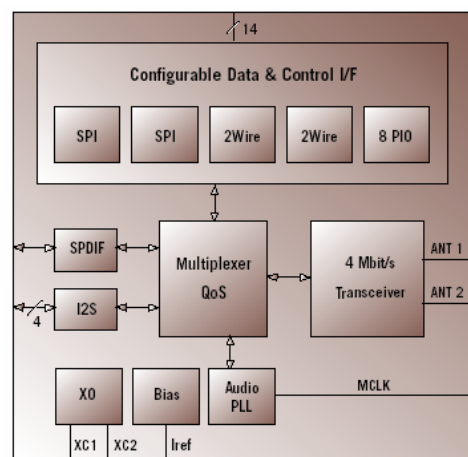 14
Configurable Data & Control I/F
SPI
SPI
2Wire
2Wire
8 PIO
SPDIF
Multiplexer
QoS
4 Mbit/s
Transceiver
ANT 1
ANT 2
I2S
4
XO
Bias
Audio
PLL
MCLK
XC1
XC2
Iref